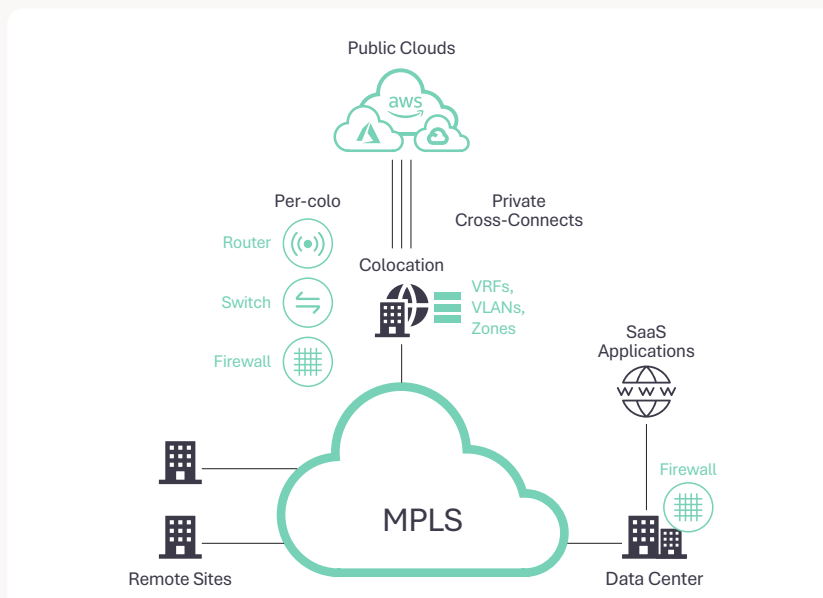 Public Clouds
aws
Per-colo
Private
Cross-Connects
Router
Colocation
VRFs,
VLANs,
Zones
Switch
Firewall
SaaS
Applications
W W W
Firewall
MPLS
Remote Sites
Data Center